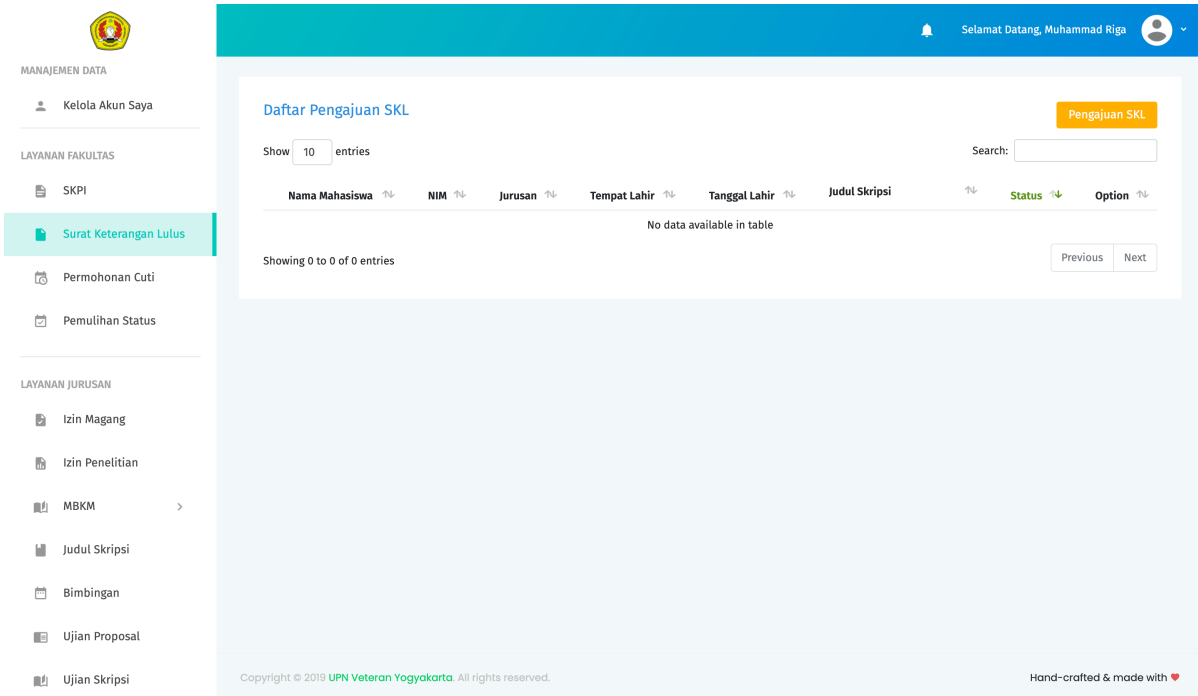 Selamat Datang, Muhammad Riga
MANAJEMEN DATA
Kelola Akun Saya
LAYANAN FAKULTAS
SKPI
Surat Keterangan Lulus
Permohonan Cuti
Pemulihan Status
LAYANAN JURUSAN
Izin Magang
Izin Penelitian
MBKM
Judul Skripsi
Bimbingan
Ujian Proposal
Ujian Skripsi
Daftar Pengajuan SKL
Pengajuan SKL
Show 10 entries
Search:
Nama Mahasiswa NIM Jurusan Tempat Lahir Tanggal Lahir Judul Skripsi Status Option
No data available in table
Showing 0 to 0 of 0 entries
Previous Next
Copyright © 2019 UPN Veteran Yogyakarta. All rights reserved.
Hand-crafted & made with